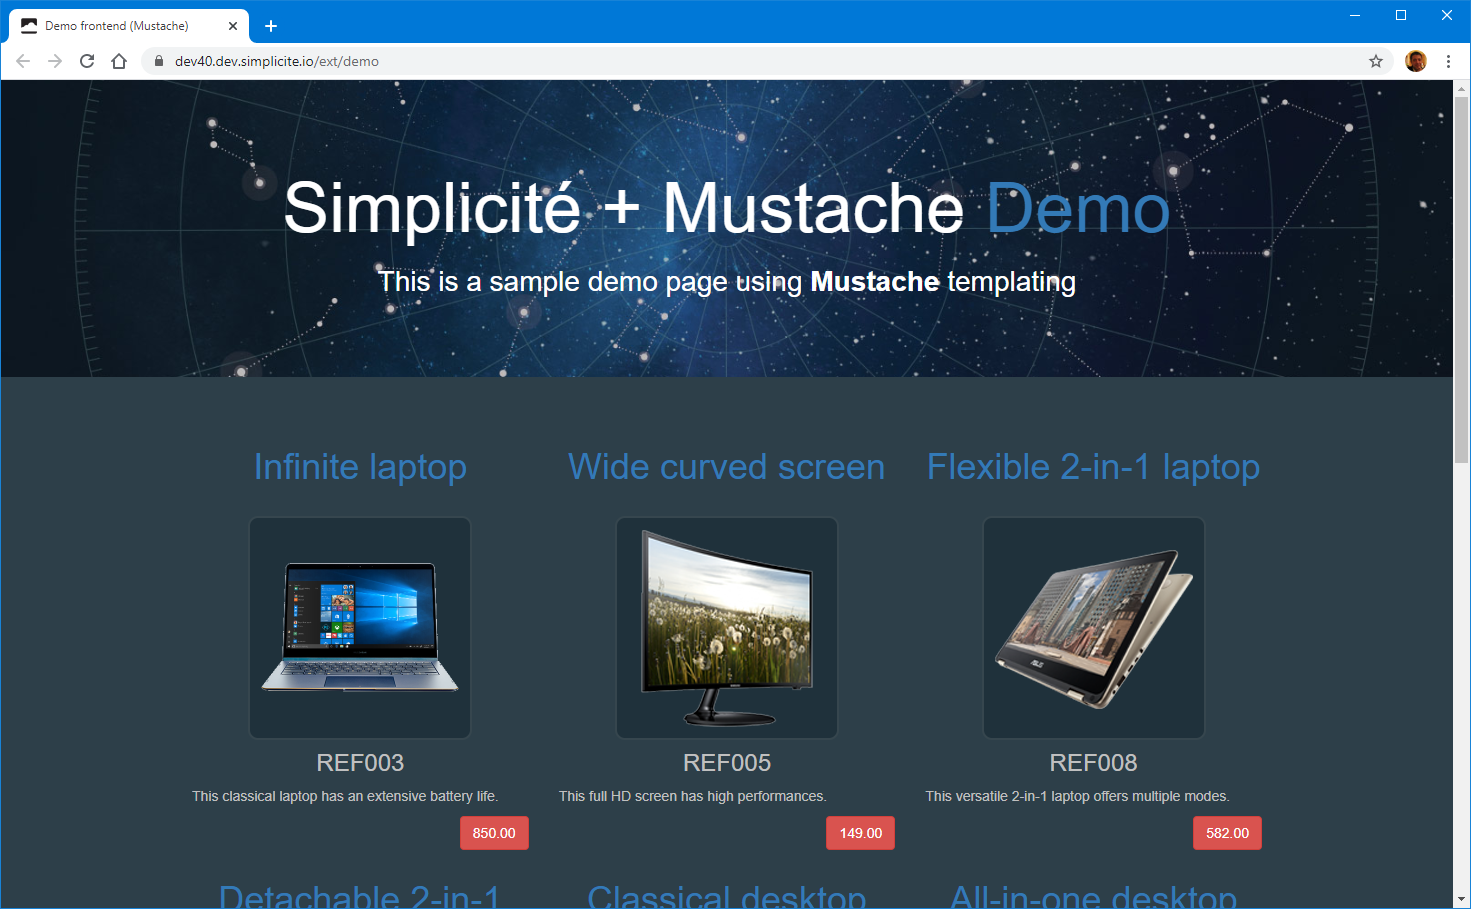 Demo frontend (Mustache)
dev40.dev.simplicite.io/ext/demo
Simplicité + Mustache Demo
This is a sample demo page using Mustache templating
Infinite laptop
Wide curved screen
Flexible 2-in-1 laptop
ASUS
REF003
REF005
REF008
This classical laptop has an extensive battery life.
This full HD screen has high performances.
This versatile 2-in-1 laptop offers multiple modes.
850.00
149.00
582.00
Detachable 2-in-1
Classical desktop
All-in-one desktop